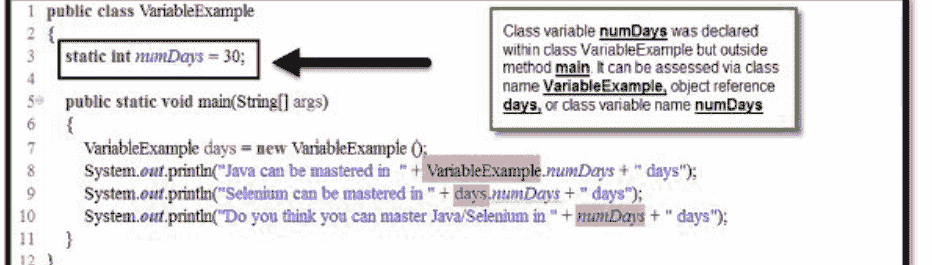 1 public class VariableExample
2 {
3 static int numDays = 30;
4
5 public static void main(String[] args)
6 {
7 VariableExample days = new VariableExample ();
8 System.out.println("Java can be mastered in " + VariableExample.numDays + " days");
9 System.out.println("Selenium can be mastered in " + days.numDays + " days");
10 System.out.println("Do you think you can master Java/Selenium in " + numDays + " days");
11 }
12 }
Class variable numDays was declared
within class VariableExample but outside
method main. It can be assessed via class
name VariableExample, object reference
days, or class variable name numDays